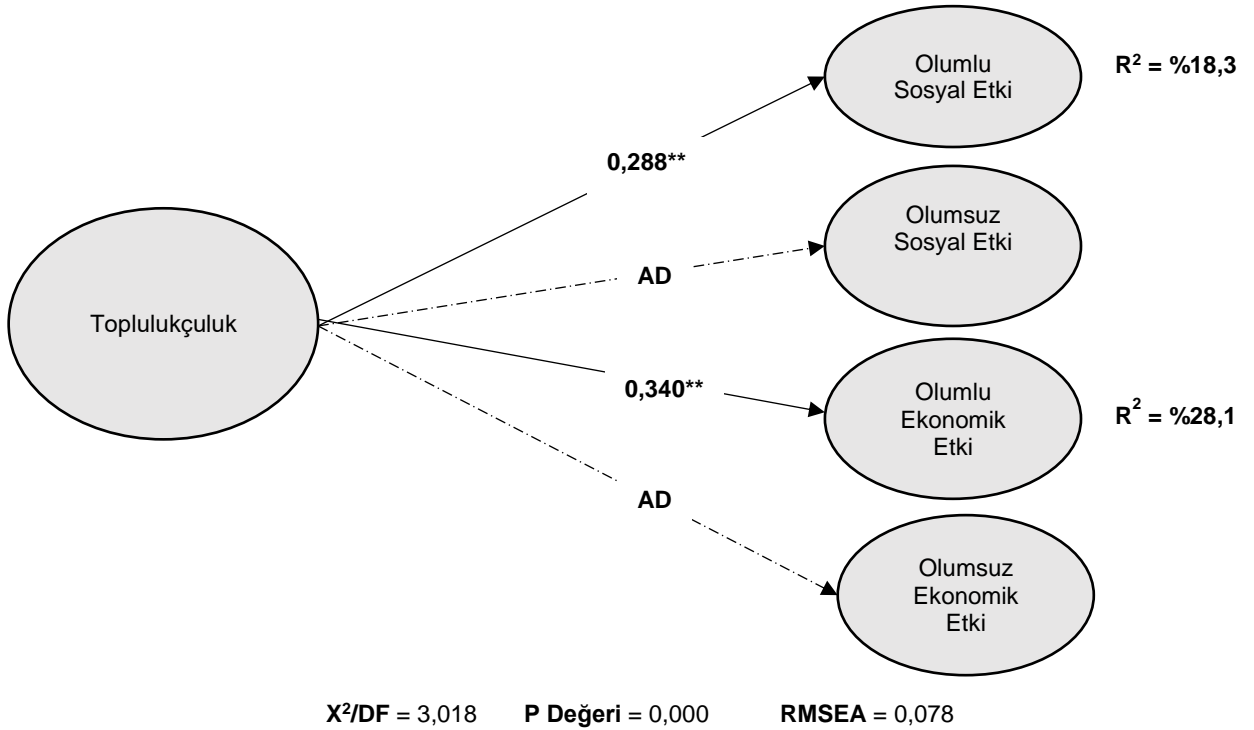 Olumlu
Sosyal Etki
R² = %18,3
0,288**
Olumsuz
Sosyal Etki
AD
Toplulukçuluk
0,340**
Olumlu
Ekonomik
Etki
R² = %28,1
AD
Olumsuz
Ekonomik
Etki
X²/DF = 3,018 P Değeri = 0,000 RMSEA = 0,078